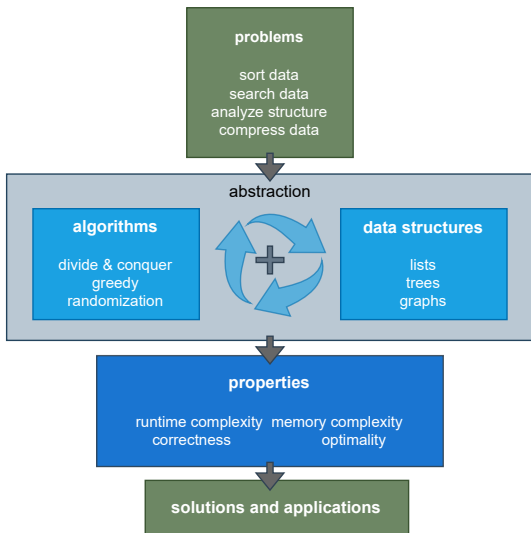 problems
sort data
search data
analyze structure
compress data
abstraction
algorithms
divide & conquer
greedy
randomization
data structures
lists
trees
graphs
properties
runtime complexity memory complexity
correctness optimality
solutions and applications